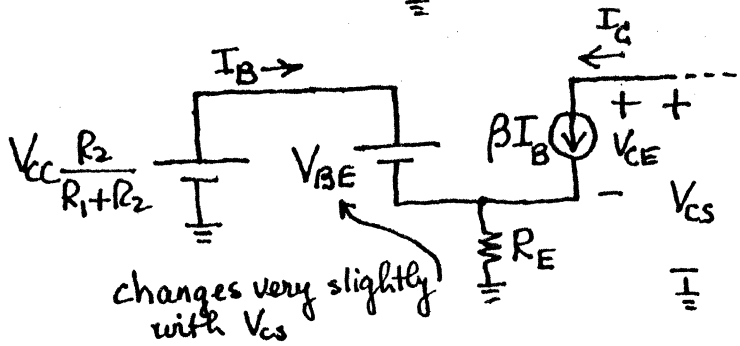 I_C
I_B→
V_CC R_2/(R_1+R_2)
V_BE
βI_B
+ +
V_CE
− V_CS
−
R_E
changes very slightly
with V_CS